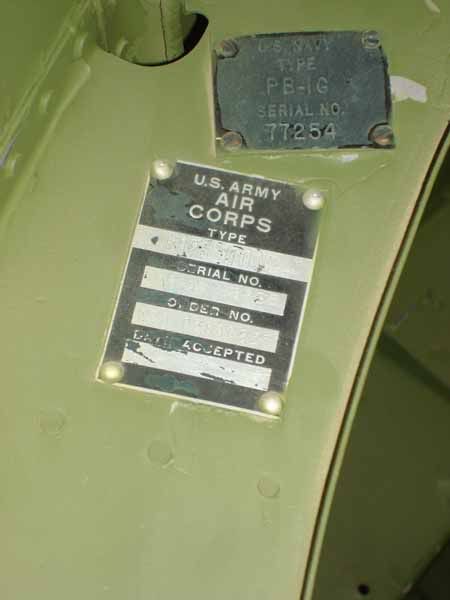 U.S. NAVY
TYPE
PB-1G
SERIAL NO.
77254
U.S. ARMY
AIR
CORPS
TYPE
SERIAL NO.
ORDER NO.
DATE ACCEPTED